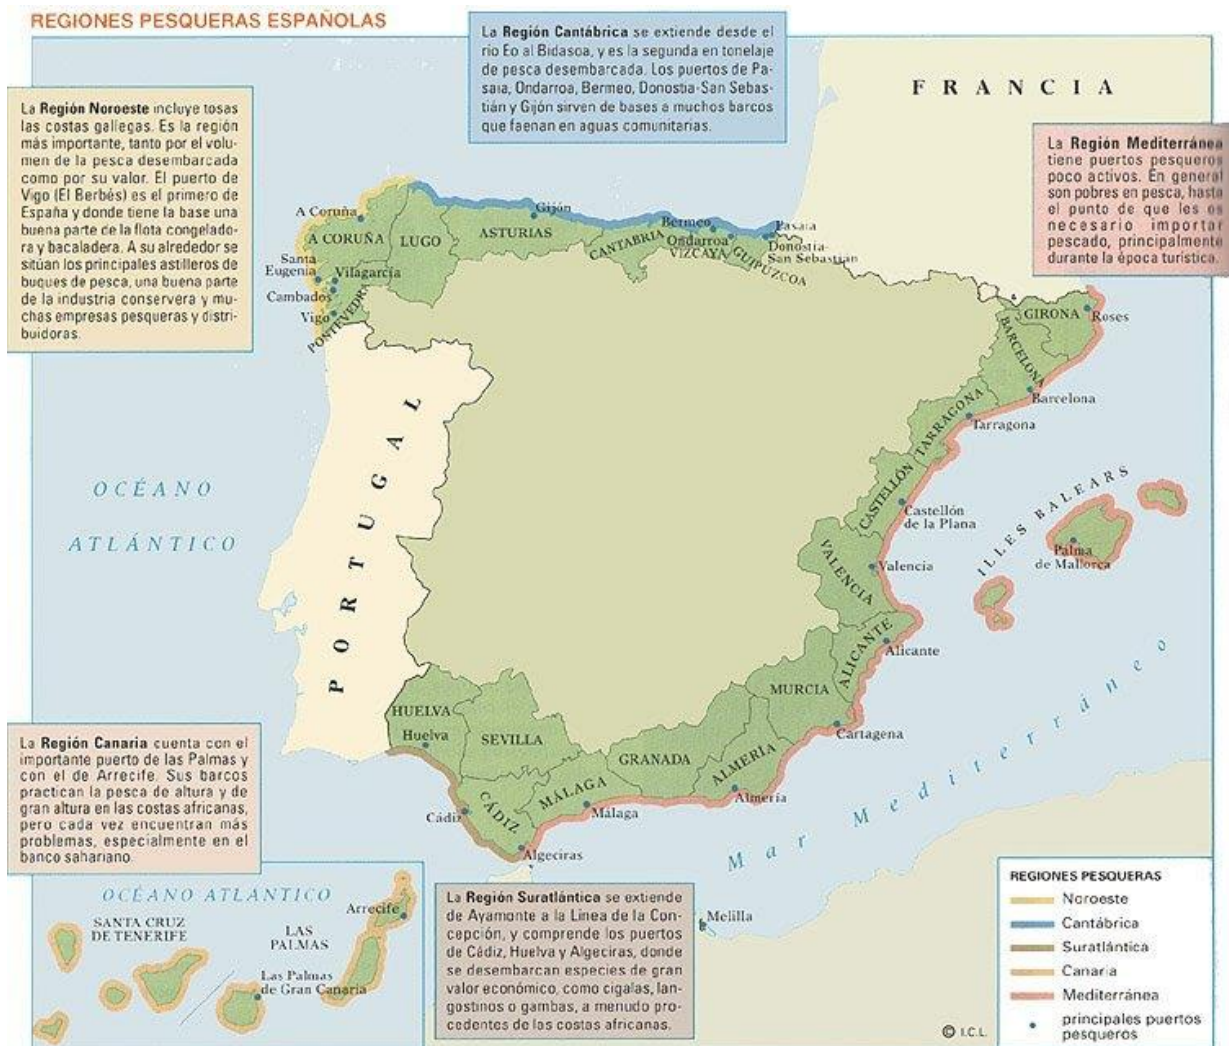 REGIONES PESQUERAS ESPAÑOLAS
La Región Cantábrica se extiende desde el
río Eo al Bidasoa, y es la segunda en tonelaje
de pesca desembarcada. Los puertos de Pa-
saia, Ondarroa, Bermeo, Donostia-San Sebas-
tián y Gijón sirven de bases a muchos barcos
que faenan en aguas comunitarias.
FRANCIA
La Región Noroeste incluye tosas
las costas gallegas. Es la región
más importante, tanto por el volu-
men de la pesca desembarcada
como por su valor. El puerto de
Vigo (El Berbés) es el primero de
España y donde tiene la base una
buena parte de la flota congelado-
ra y bacaladera. A su alrededor se
sitúan los principales astilleros de
buques de pesca, una buena parte
de la industria conservera y mu-
chas empresas pesqueras y distri-
buidoras.
La Región Mediterránea
tiene puertos pesqueros
poco activos. En general
son pobres en pesca, hasta
el punto de que les es
necesario importar
pescado, principalmente
durante la época turística.
A Coruña
A CORUÑA
LUGO
ASTURIAS
Gijón
CANTABRIA
Bermeo
Ondarroa
VIZCAYA
GUIPÚZCOA
Pasaia
Donostia-
San Sebastián
Santa
Eugenia
Vilagarcía
Cambados
Vigo
PONTEVEDRA
GIRONA
Roses
BARCELONA
Barcelona
TARRAGONA
Tarragona
CASTELLÓN
Castellón
de la Plana
VALENCIA
Valencia
ILLES BALEARS
Palma
de Mallorca
ALICANTE
Alicante
MURCIA
Cartagena
OCÉANO
ATLÁNTICO
PORTUGAL
HUELVA
Huelva
SEVILLA
CÁDIZ
Cádiz
Algeciras
MÁLAGA
Málaga
GRANADA
ALMERÍA
Almería
Mar Mediterráneo
Melilla
La Región Canaria cuenta con el
importante puerto de las Palmas y
con el de Arrecife. Sus barcos
practican la pesca de altura y de
gran altura en las costas africanas,
pero cada vez encuentran más
problemas, especialmente en el
banco sahariano.
OCÉANO ATLÁNTICO
SANTA CRUZ
DE TENERIFE
LAS
PALMAS
Arrecife
Las Palmas
de Gran Canaria
La Región Suratlántica se extiende
de Ayamonte a la Línea de la Con-
cepción, y comprende los puertos
de Cádiz, Huelva y Algeciras, donde
se desembarcan especies de gran
valor económico, como cigalas, lan-
gostinos o gambas, a menudo pro-
cedentes de las costas africanas.
© I.C.L.
REGIONES PESQUERAS
Noroeste
Cantábrica
Suratlántica
Canaria
Mediterránea
principales puertos
pesqueros